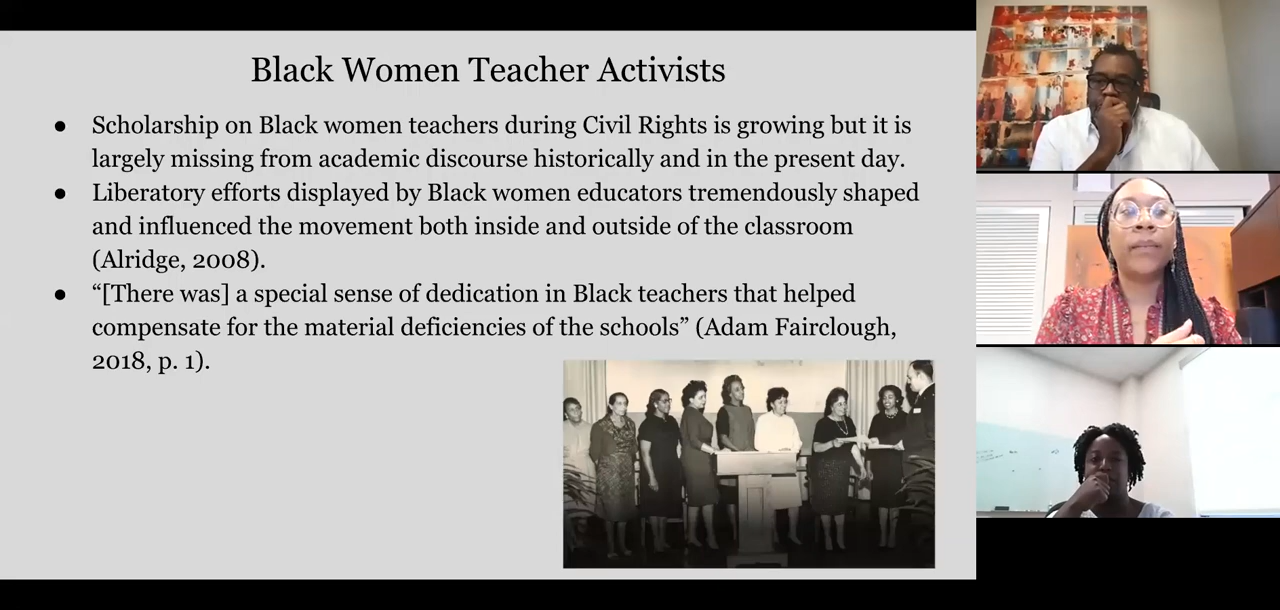 Black Women Teacher Activists
● Scholarship on Black women teachers during Civil Rights is growing but it is
largely missing from academic discourse historically and in the present day.
● Liberatory efforts displayed by Black women educators tremendously shaped
and influenced the movement both inside and outside of the classroom
(Alridge, 2008).
● “[There was] a special sense of dedication in Black teachers that helped
compensate for the material deficiencies of the schools” (Adam Fairclough,
2018, p. 1).